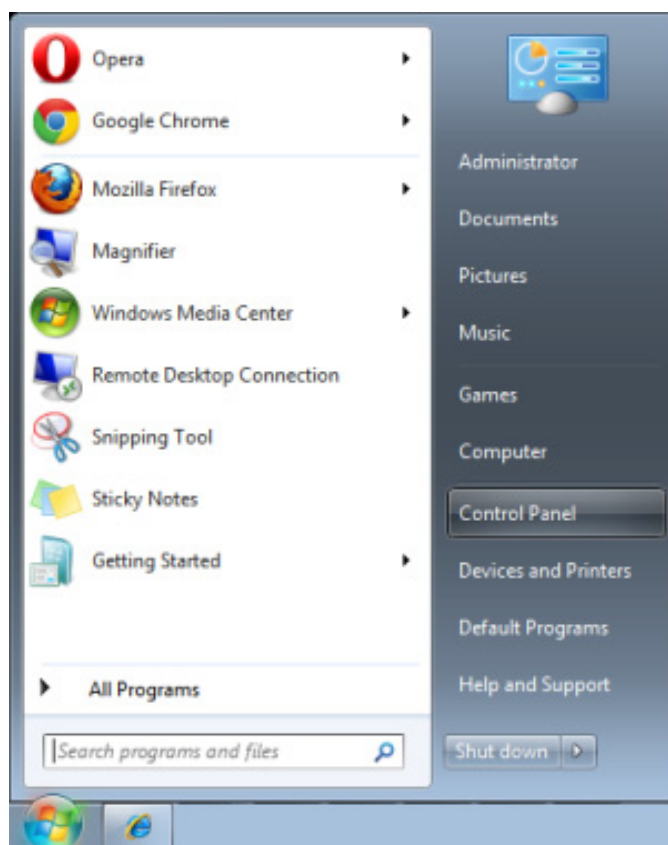 Opera
Google Chrome
Mozilla Firefox
Magnifier
Windows Media Center
Remote Desktop Connection
Snipping Tool
Sticky Notes
Getting Started
All Programs
Search programs and files
Administrator
Documents
Pictures
Music
Games
Computer
Control Panel
Devices and Printers
Default Programs
Help and Support
Shut down